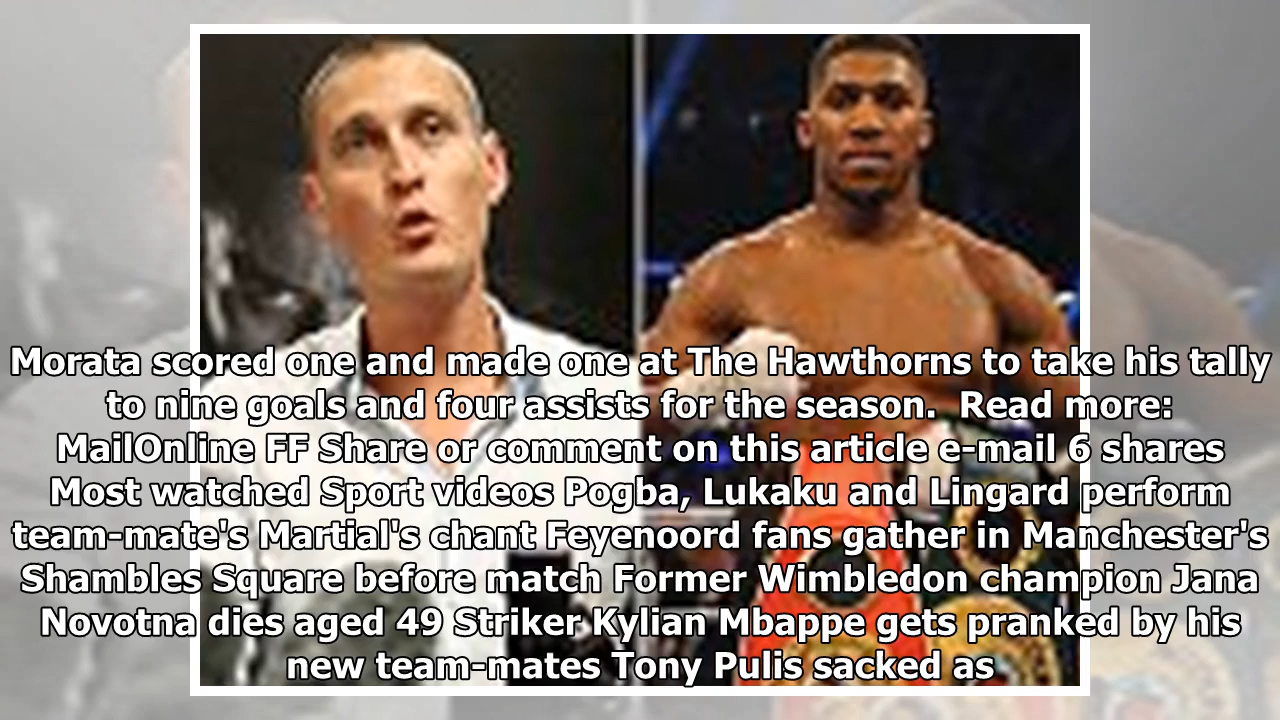 Morata scored one and made one at The Hawthorns to take his tally
to nine goals and four assists for the season.  Read more:
MailOnline FF Share or comment on this article e-mail 6 shares
Most watched Sport videos Pogba, Lukaku and Lingard perform
team-mate's Martial's chant Feyenoord fans gather in Manchester's
Shambles Square before match Former Wimbledon champion Jana
Novotna dies aged 49 Striker Kylian Mbappe gets pranked by his
new team-mates Tony Pulis sacked as